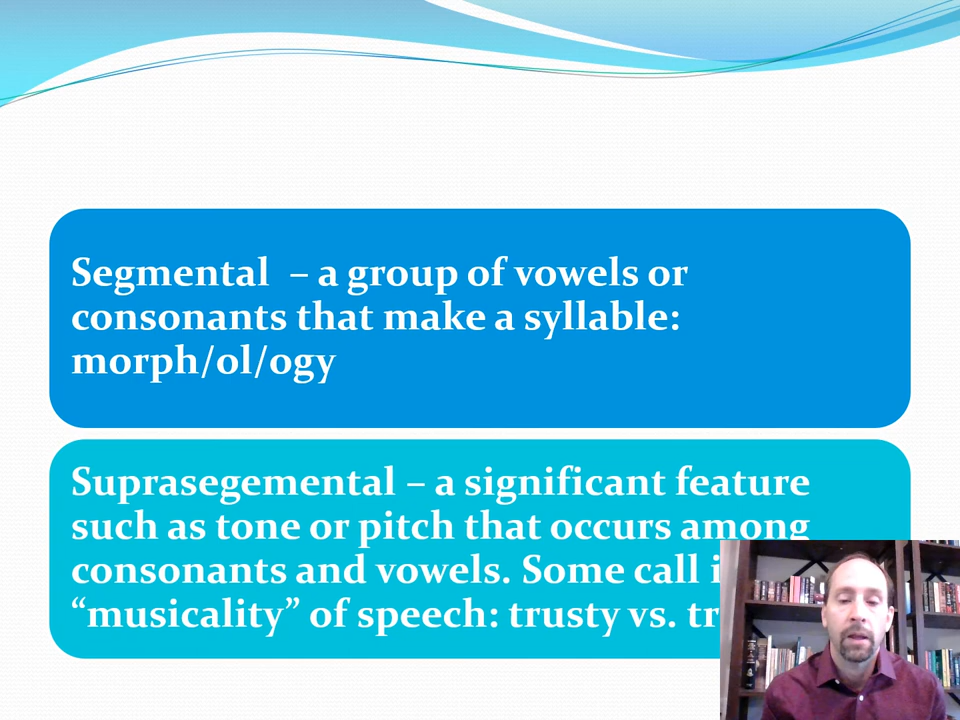 Segmental – a group of vowels or
consonants that make a syllable:
morph/ol/ogy
Suprasegemental – a significant feature
such as tone or pitch that occurs among
consonants and vowels. Some call
“musicality” of speech: trusty vs.